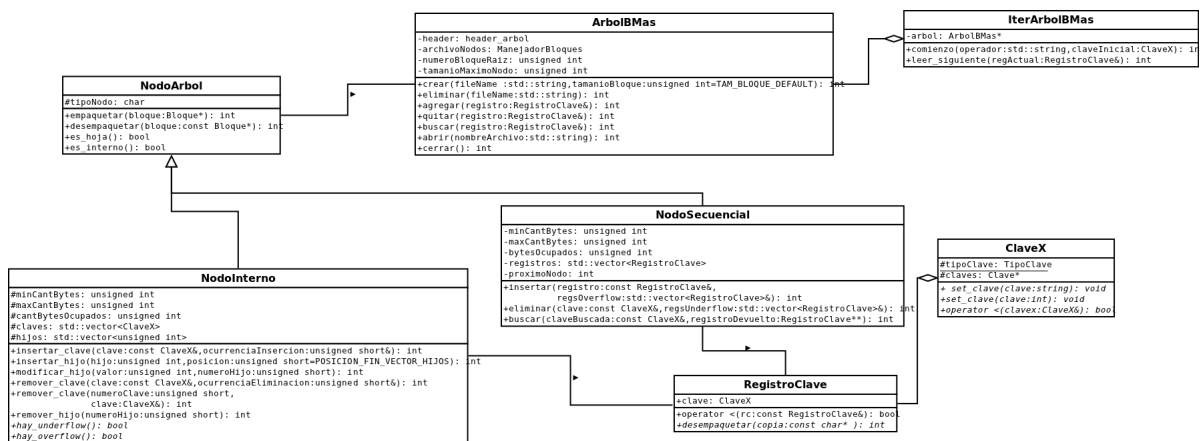 ArbolBMas
-header: header_arbol
-archivoNodos: ManejadorBloques
-numeroBloqueRaiz: unsigned int
-tamanioMaximoNodo: unsigned int
+crear(fileName :std::string,tamanioBloque:unsigned int=TAM_BLOQUE_DEFAULT): int
+eliminar(fileName:std::string): int
+agregar(registro:RegistroClave&): int
+quitar(registro:RegistroClave&): int
+buscar(registro:RegistroClave&): int
+abrir(nombreArchivo:std::string): int
+cerrar(): int
IterArbolBMas
-arbol: ArbolBMas*
+comienzo(operador:std::string,claveInicial:ClaveX): int
+leer_siguiente(regActual:RegistroClave&): int
NodoArbol
#tipoNodo: char
+empaquetar(bloque:Bloque*): int
+desempaquetar(bloque:const Bloque*): int
+es_hoja(): bool
+es_interno(): bool
NodoSecuencial
-minCantBytes: unsigned int
-maxCantBytes: unsigned int
-bytesOcupados: unsigned int
-registros: std::vector<RegistroClave>
-proximoNodo: int
+insertar(registro:const RegistroClave&,
regsOverflow:std::vector<RegistroClave>&): int
+eliminar(clave:const ClaveX&,regsUnderflow:std::vector<RegistroClave>&): int
+buscar(claveBuscada:const ClaveX&,registroDevuelto:RegistroClave**): int
ClaveX
#tipoClave: TipoClave
#claves: Clave*
+ set_clave(clave:string): void
+set_clave(clave:int): void
+operator <(clavex:ClaveX&): bool
NodoInterno
#minCantBytes: unsigned int
#maxCantBytes: unsigned int
#cantBytesOcupados: unsigned int
#claves: std::vector<ClaveX>
#hijos: std::vector<unsigned int>
+insertar_clave(clave:const ClaveX&,ocurrenciaInsercion:unsigned short&): int
+insertar_hijo(hijo:unsigned int,posicion:unsigned short=POSICION_FIN_VECTOR_HIJOS): int
+modificar_hijo(valor:unsigned int,numeroHijo:unsigned short): int
+remover_clave(clave:const ClaveX&,ocurrenciaEliminacion:unsigned short&): int
+remover_clave(numeroClave:unsigned short,
clave:ClaveX&): int
+remover_hijo(numeroHijo:unsigned short): int
+hay_underflow(): bool
+hay_overflow(): bool
RegistroClave
+clave: ClaveX
+operator <(rc:const RegistroClave&): bool
+desempaquetar(copia:const char* ): int